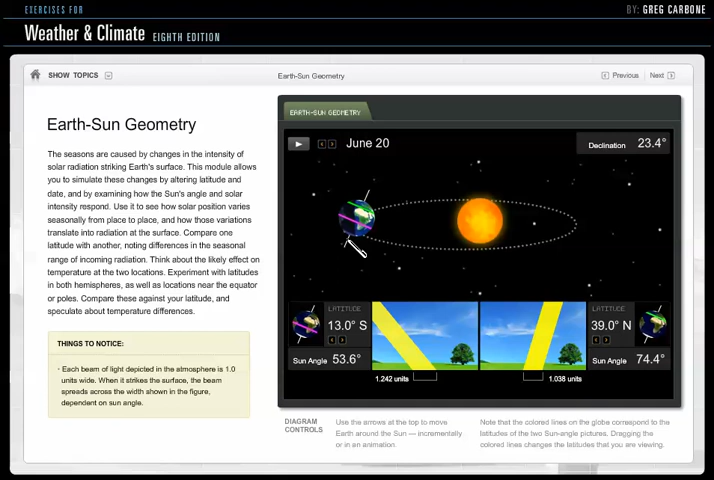 EXERCISES FOR
BY: GREG CARBONE
Weather & Climate EIGHTH EDITION
SHOW TOPICS
Earth-Sun Geometry
Previous
Next
Earth-Sun Geometry
The seasons are caused by changes in the intensity of
solar radiation striking Earth's surface. This module allows
you to simulate these changes by altering latitude and
date, and by examining how the Sun's angle and solar
intensity respond. Use it to see how solar position varies
seasonally from place to place, and how those variations
translate into radiation at the surface. Compare one
latitude with another, noting differences in the seasonal
range of incoming radiation. Think about the likely effect on
temperature at the two locations. Experiment with latitudes
in both hemispheres, as well as locations near the equator
or poles. Compare these against your latitude, and
speculate about temperature differences.
THINGS TO NOTICE:
· Each beam of light depicted in the atmosphere is 1.0
units wide. When it strikes the surface, the beam
spreads across the width shown in the figure,
dependent on sun angle.
EARTH-SUN GEOMETRY
June 20
Declination 23.4°
LATITUDE
13.0° S
Sun Angle 53.6°
1.242 units
LATITUDE
39.0° N
Sun Angle 74.4°
1.038 units
DIAGRAM
CONTROLS
Use the arrows at the top to move
Earth around the Sun — incrementally
or in an animation.
Note that the colored lines on the globe correspond to the
latitudes of the two Sun-angle pictures. Dragging the
colored lines changes the latitudes that you are viewing.